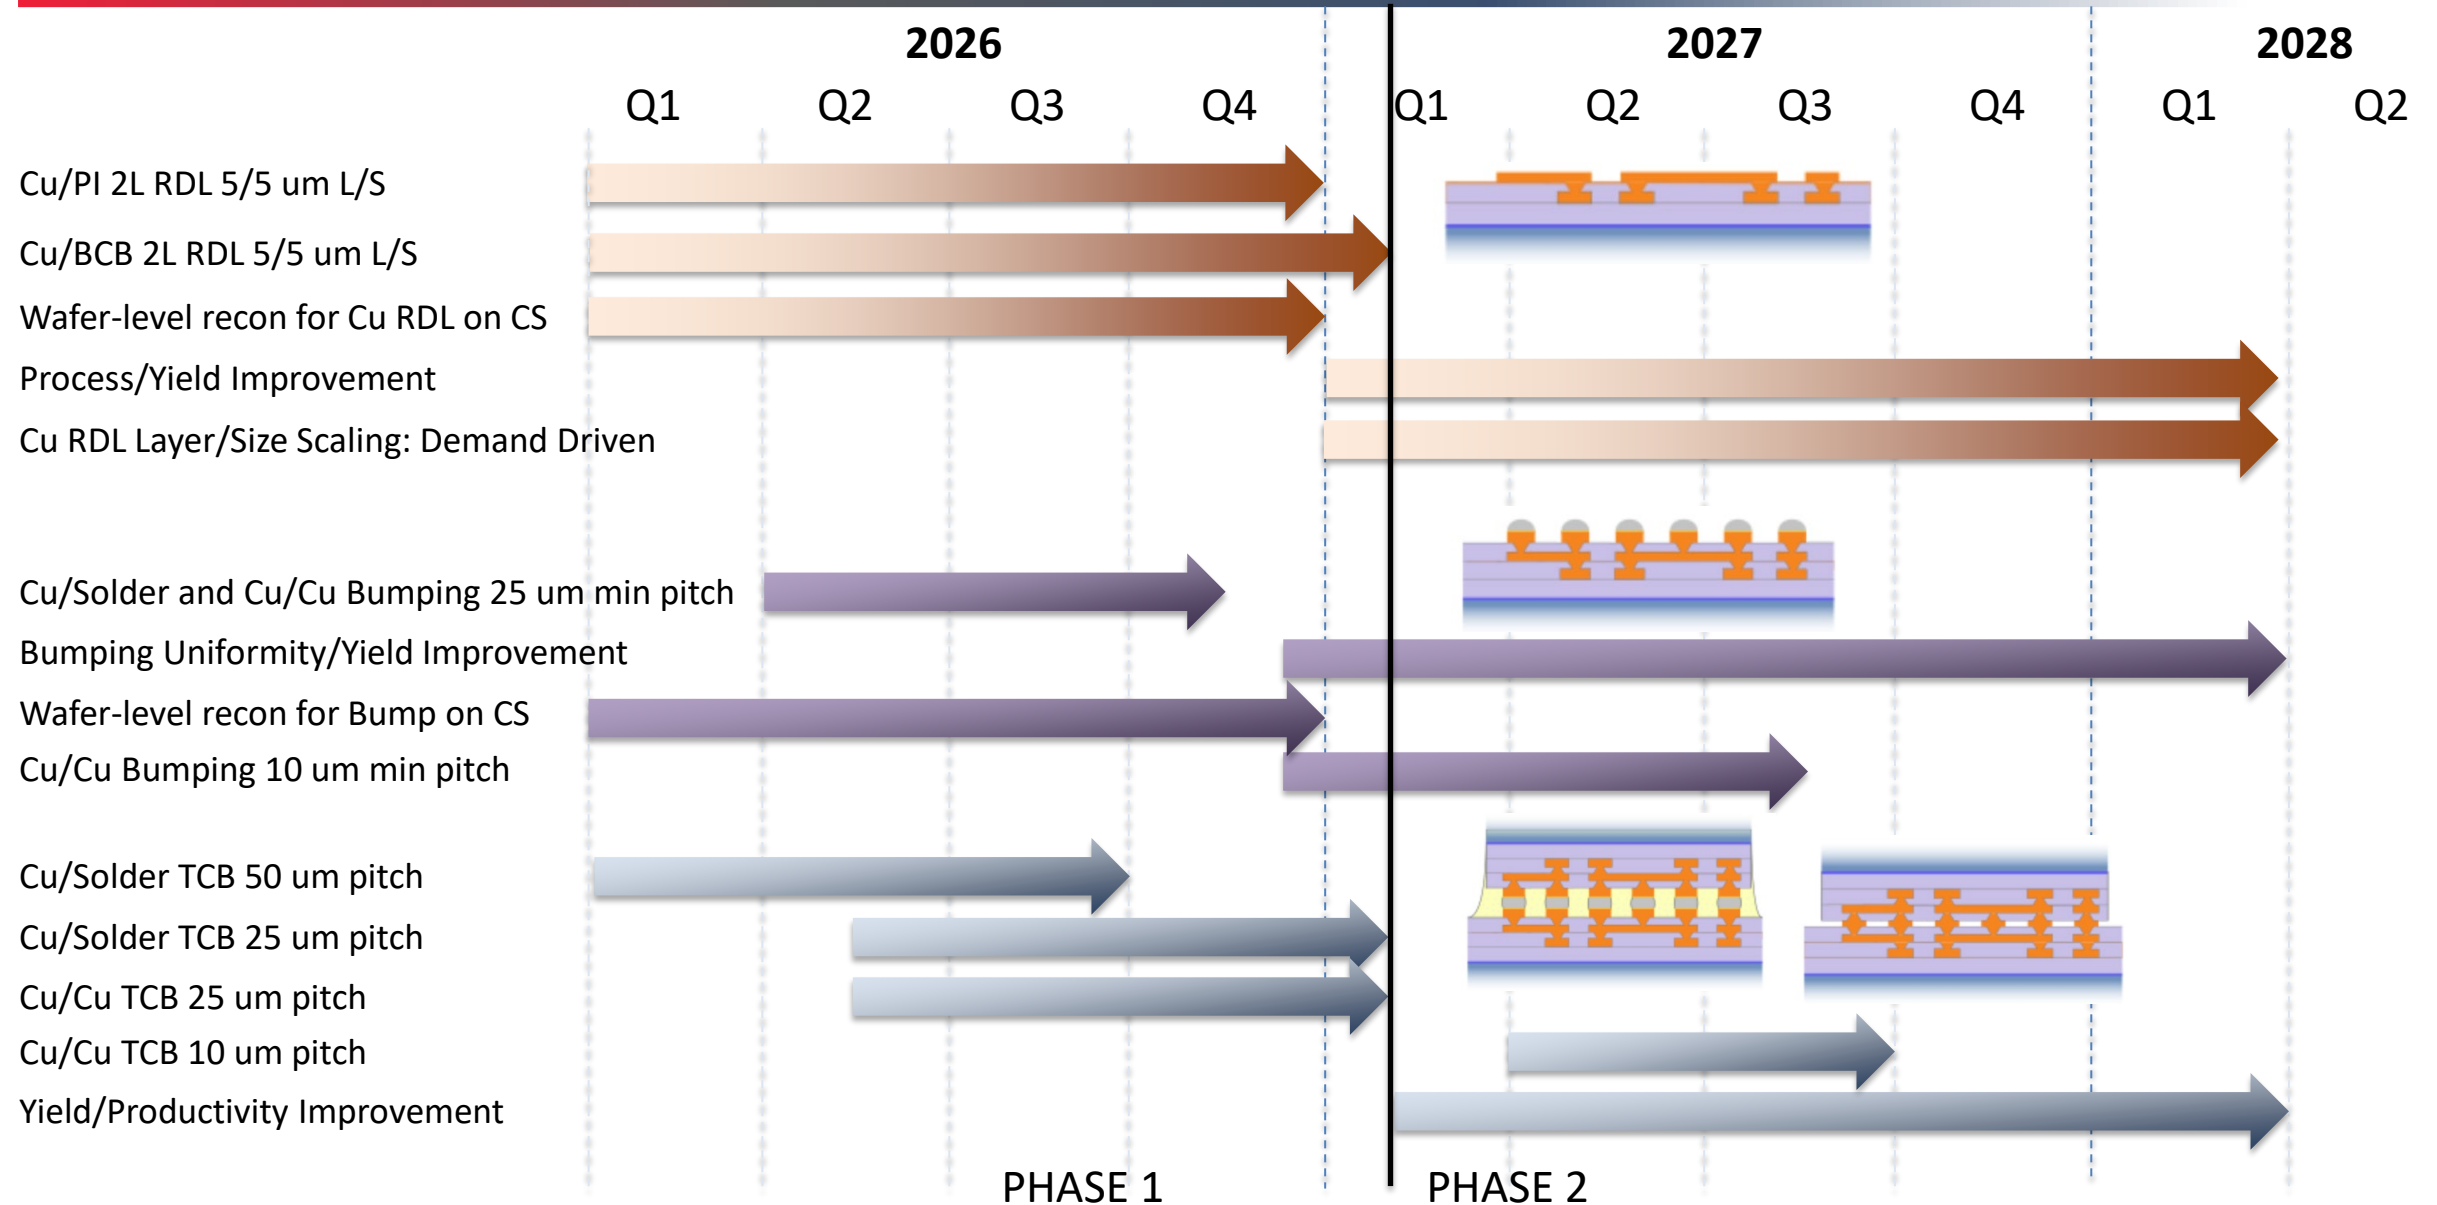 2026 2027 2028
Q1 Q2 Q3 Q4 Q1 Q2 Q3 Q4 Q1 Q2
Cu/PI 2L RDL 5/5 um L/S
Cu/BCB 2L RDL 5/5 um L/S
Wafer-level recon for Cu RDL on CS
Process/Yield Improvement
Cu RDL Layer/Size Scaling: Demand Driven
Cu/Solder and Cu/Cu Bumping 25 um min pitch
Bumping Uniformity/Yield Improvement
Wafer-level recon for Bump on CS
Cu/Cu Bumping 10 um min pitch
Cu/Solder TCB 50 um pitch
Cu/Solder TCB 25 um pitch
Cu/Cu TCB 25 um pitch
Cu/Cu TCB 10 um pitch
Yield/Productivity Improvement
PHASE 1 PHASE 2